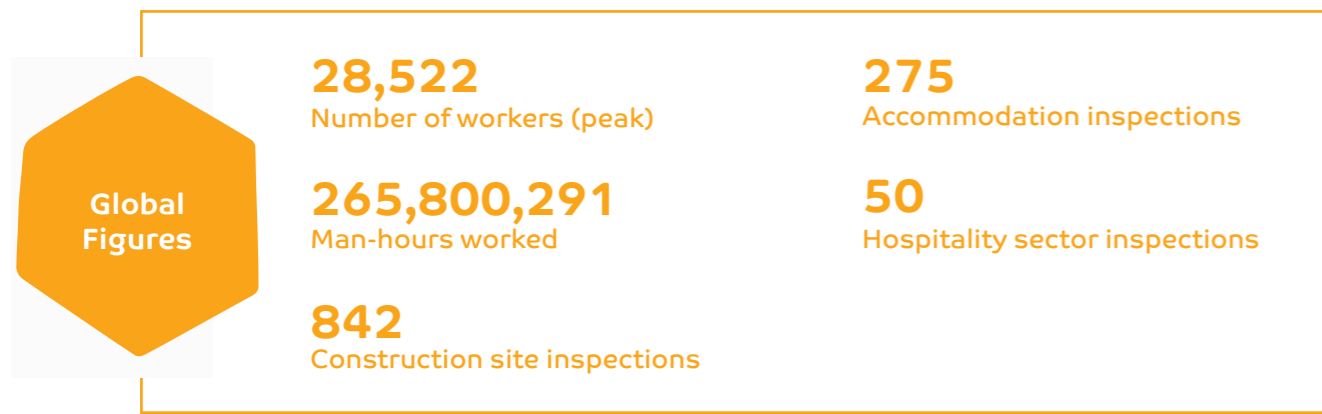 Global
Figures
28,522
Number of workers (peak)
265,800,291
Man-hours worked
842
Construction site inspections
275
Accommodation inspections
50
Hospitality sector inspections